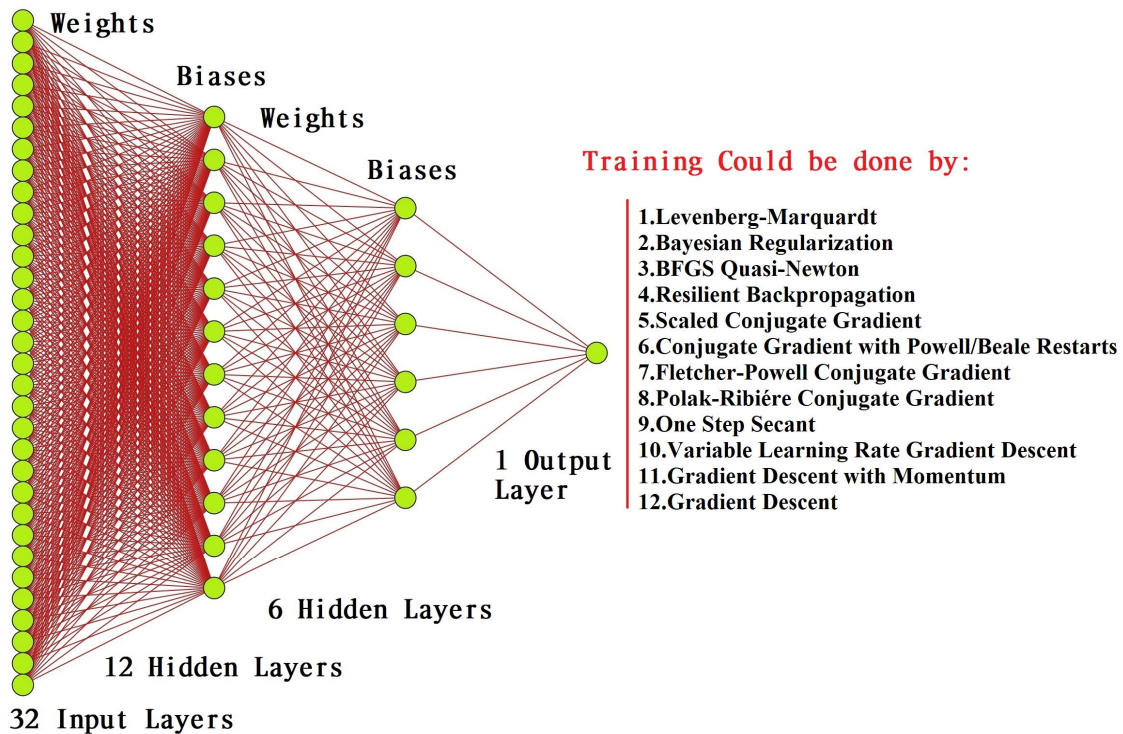 Weights
Biases
Weights
Biases
Training Could be done by:
1.Levenberg-Marquardt
2.Bayesian Regularization
3.BFGS Quasi-Newton
4.Resilient Backpropagation
5.Scaled Conjugate Gradient
6.Conjugate Gradient with Powell/Beale Restarts
7.Fletcher-Powell Conjugate Gradient
8.Polak-Ribiére Conjugate Gradient
9.One Step Secant
10.Variable Learning Rate Gradient Descent
11.Gradient Descent with Momentum
12.Gradient Descent
1 Output
Layer
6 Hidden Layers
12 Hidden Layers
32 Input Layers